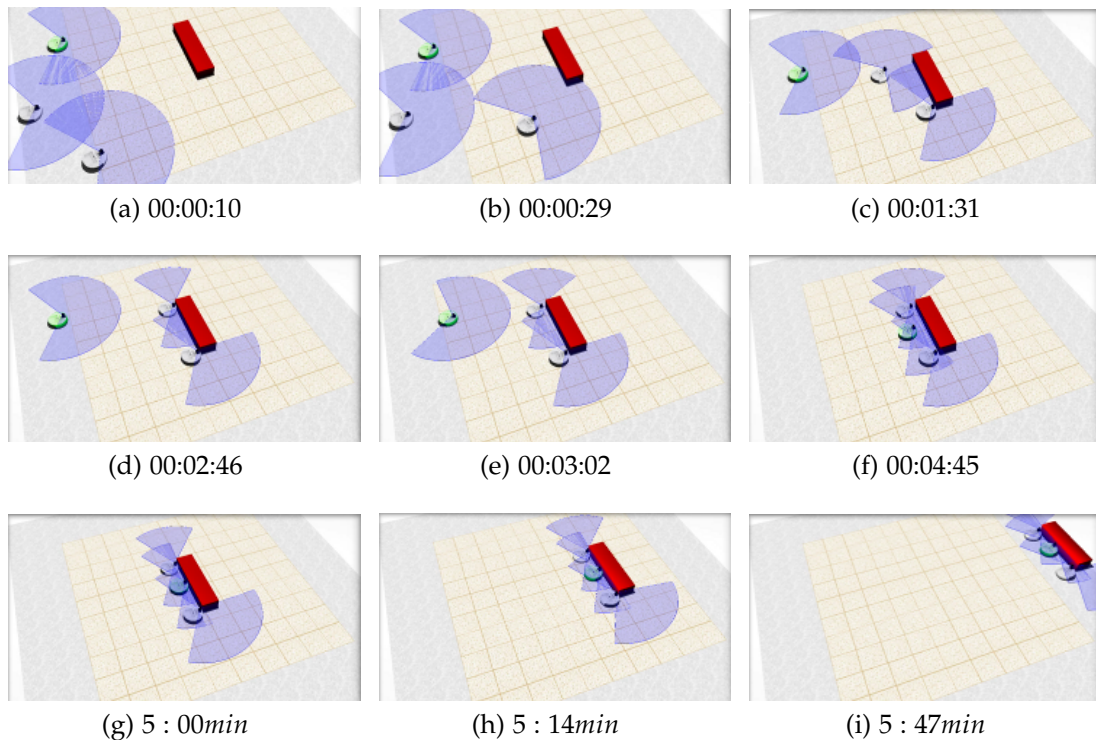 (a) 00:00:10
(b) 00:00:29
(c) 00:01:31
(d) 00:02:46
(e) 00:03:02
(f) 00:04:45
(g) 5 : 00min
(h) 5 : 14min
(i) 5 : 47min